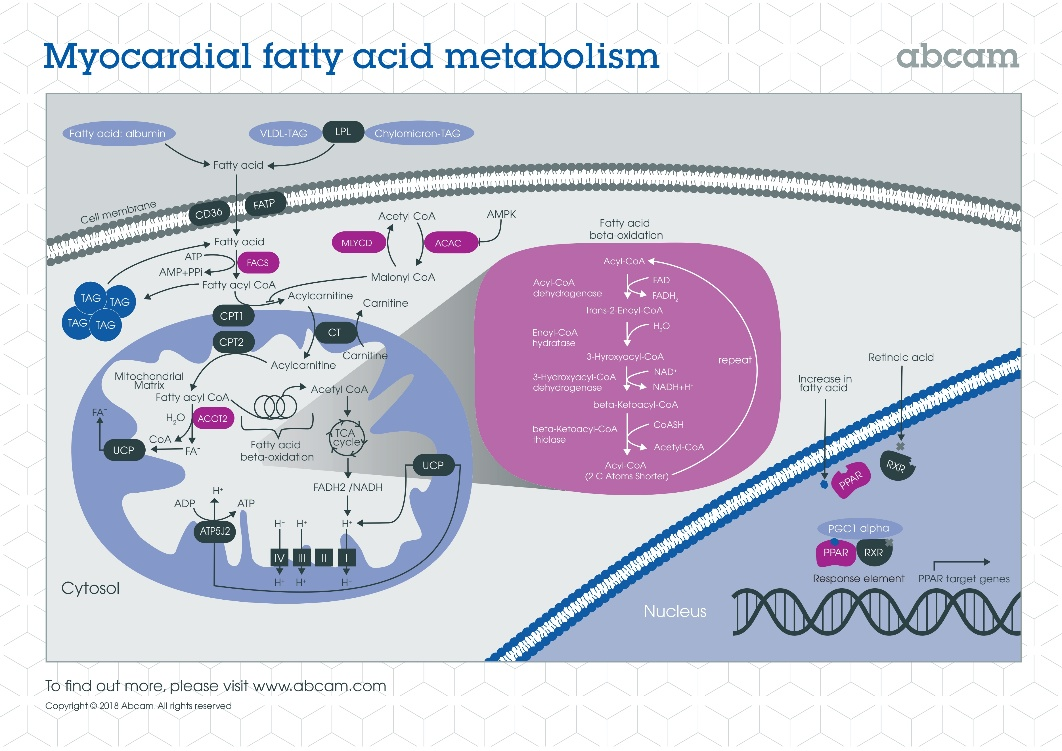 Myocardial fatty acid metabolism
abcam
Fatty acid: albumin
VLDL-TAG
LPL
Chylomicron-TAG
Fatty acid
Cell membrane
CD36
FATP
Fatty acid
ATP
FACS
AMP+PPi
Fatty acyl CoA
TAG
TAG
TAG
TAG
Acety CoA
AMPK
MLYCD
ACAC
Malonyl CoA
Acylcarnitine
Carnitine
CPT1
CT
CPT2
Carnitine
Acylcarnitine
Mitochondrial
Matrix
Fatty acyl CoA
Acetyl CoA
FA⁻
H₂O
ACOT2
CoA
UCP
FA⁻
Fatty acid
beta-oxidation
TCA
cycle
UCP
FADH2 /NADH
H⁺
ADP
ATP
ATP5J2
H⁺
H⁺
H⁺
IV
III
II
I
H⁺
H⁺
H⁺
Cytosol
Fatty acid
beta oxidation
Acyl-CoA
Acyl-CoA
dehydrogenase
FAD
FADH₂
trans-2 Enoyl-CoA
Enoyl-CoA
hydratase
H₂O
3-Hyroxyacyl-CoA
3-Hydroxyacyl-CoA
dehydrogenase
NAD⁺
NADH+H⁺
beta-Ketoacyl-CoA
beta-Ketoacyl-CoA
thiolase
CoASH
Acetyl-CoA
Acyl-CoA
(2 C Atoms Shorter)
repeat
Retinoic acid
Increase in
fatty acid
PPAR
RXR
PGC1 alpha
PPAR
RXR
Response element
PPAR target genes
Nucleus
To find out more, please visit www.abcam.com
Copyright © 2018 Abcam. All rights reserved